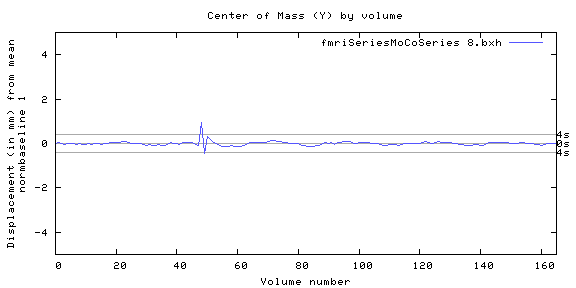 Center of Mass (Y) by volume
fmriSeriesMoCoSeries 8.bxh
Displacement (in mm) from mean
normbaseline 1
4
2
0
-2
-4
4s
0s
4s
0 20 40 60 80 100 120 140 160
Volume number